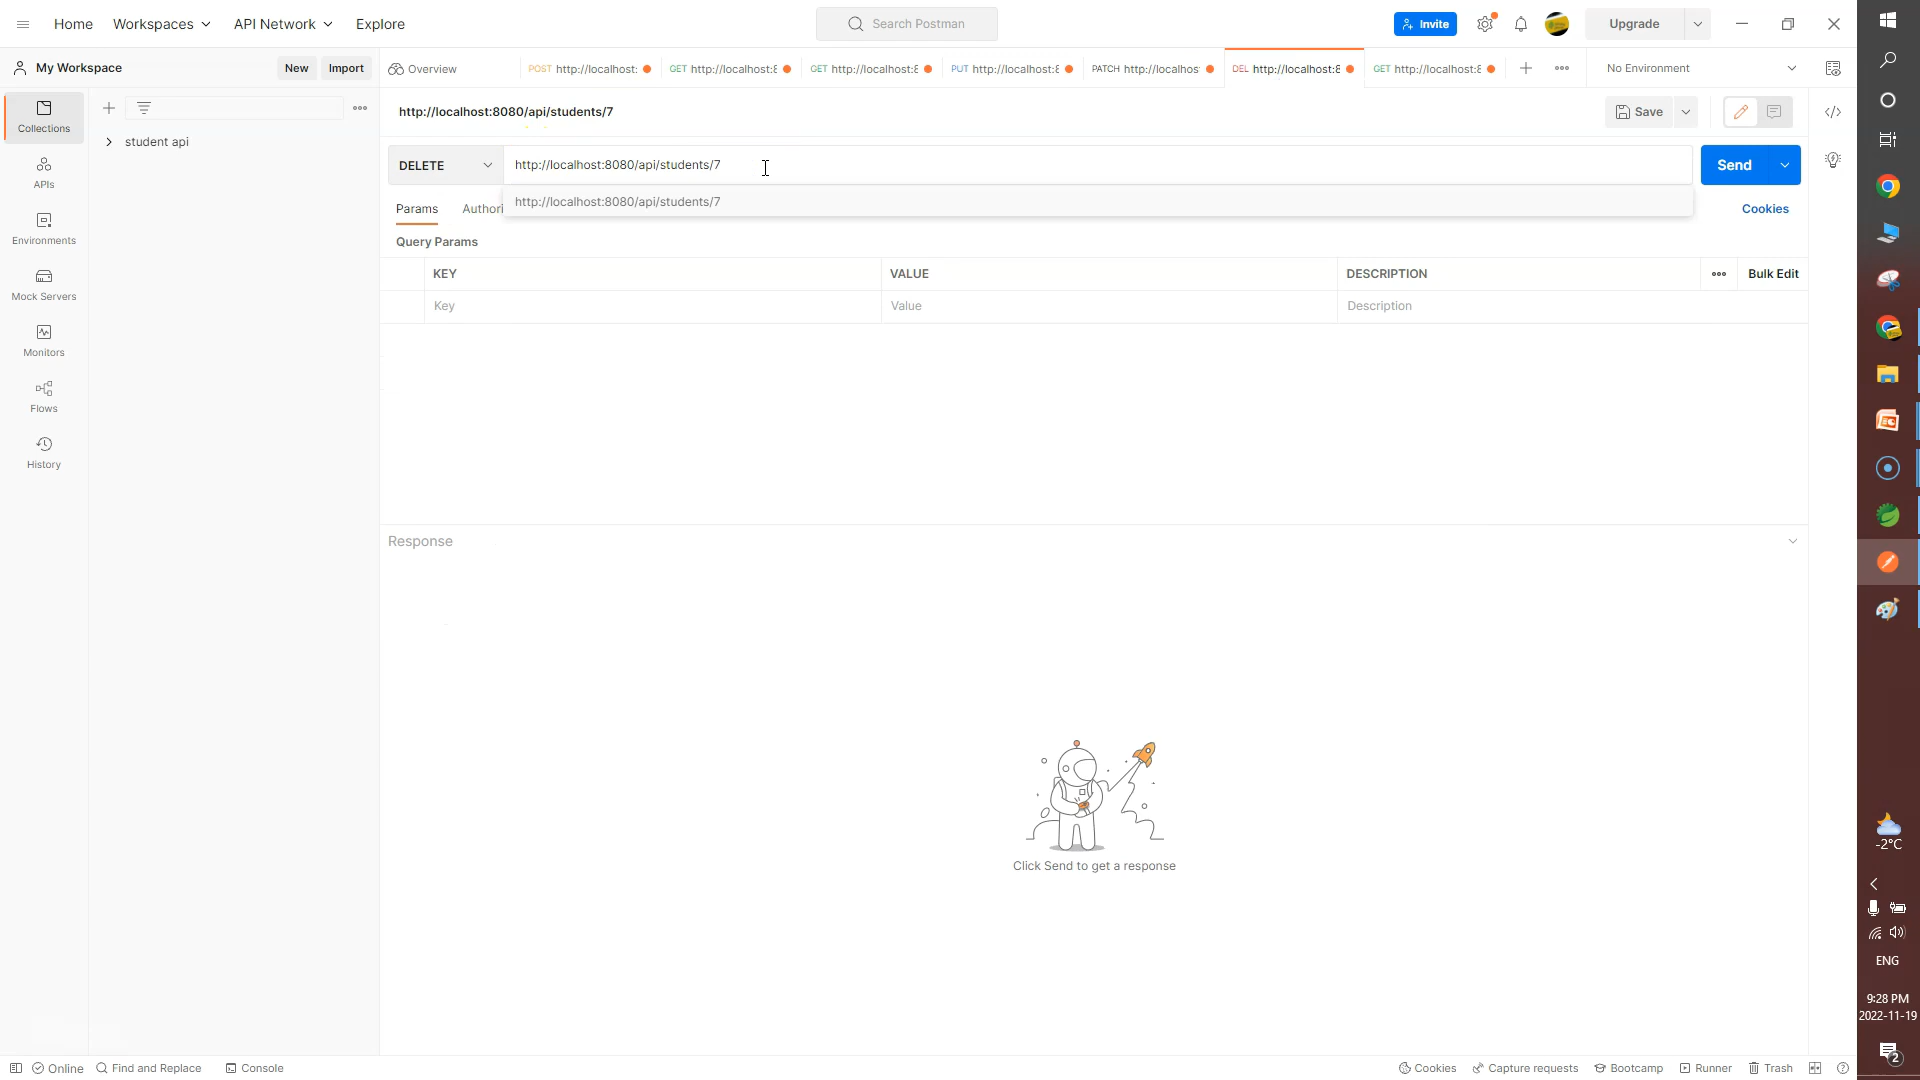 Home
Workspaces
API Network
Explore
Search Postman
Invite
Upgrade
My Workspace
New
Import
Overview
POST http://localhost:
GET http://localhost:8
GET http://localhost:8
PUT http://localhost:8
PATCH http://localhos
DEL http://localhost:8
GET http://localhost:8
No Environment
Collections
student api
http://localhost:8080/api/students/7
Save
DELETE
http://localhost:8080/api/students/7
Send
APIs
http://localhost:8080/api/students/7
Params
Authori
Cookies
Environments
Query Params
KEY
VALUE
DESCRIPTION
Bulk Edit
Key
Value
Description
Mock Servers
Monitors
Flows
History
Response
Click Send to get a response
-2°C
ENG
9:28 PM
2022-11-19
2
Online
Find and Replace
Console
Cookies
Capture requests
Bootcamp
Runner
Trash